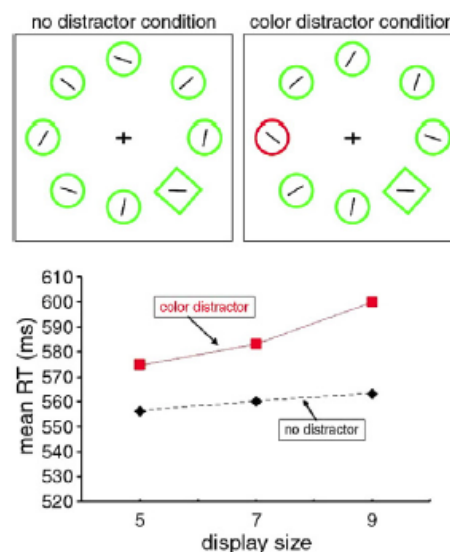 no distractor condition
color distractor condition
610
600
590
580
570
560
550
540
530
520
mean RT (ms)
color distractor
no distractor
5
7
9
display size